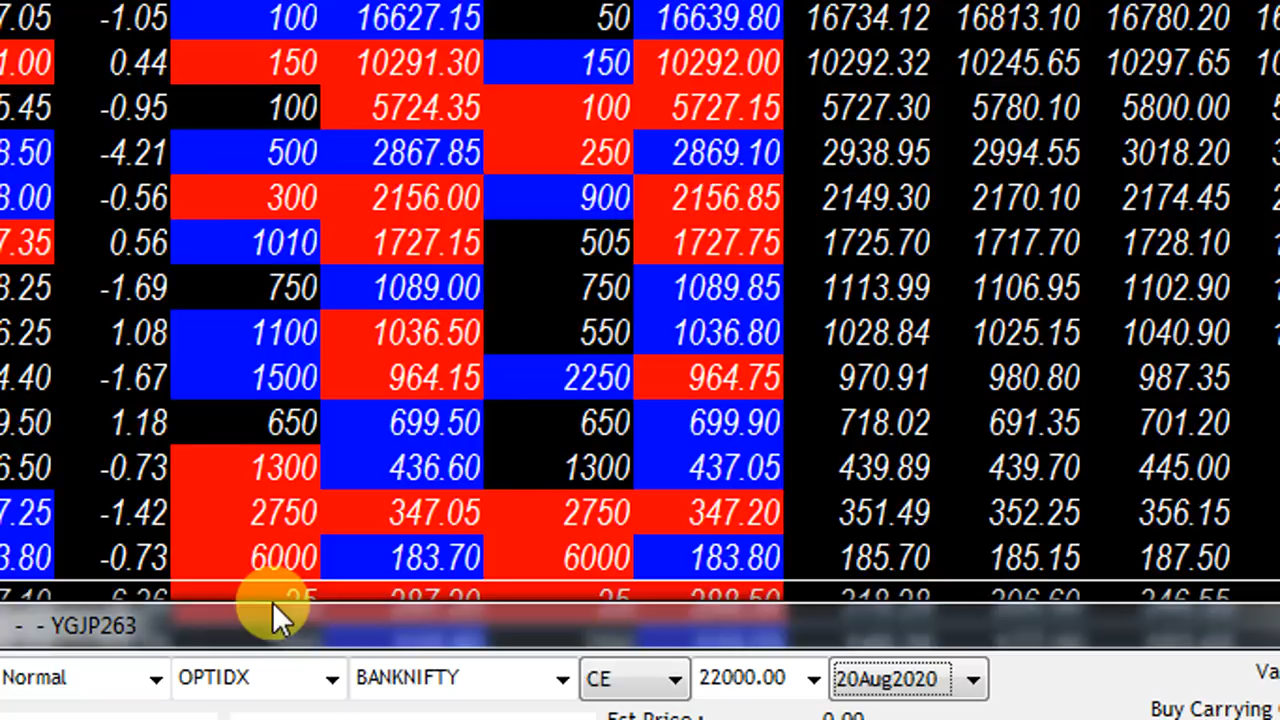 7.05 -1.05 100 16627.15 50 16639.80 16734.12 16813.10 16780.20
1.00 0.44 150 10291.30 150 10292.00 10292.32 10245.65 10297.65
5.45 -0.95 100 5724.35 100 5727.15 5727.30 5780.10 5800.00
8.50 -4.21 500 2867.85 250 2869.10 2938.95 2994.55 3018.20
8.00 -0.56 300 2156.00 900 2156.85 2149.30 2170.10 2174.45
7.35 0.56 1010 1727.15 505 1727.75 1725.70 1717.70 1728.10
8.25 -1.69 750 1089.00 750 1089.85 1113.99 1106.95 1102.90
6.25 1.08 1100 1036.50 550 1036.80 1028.84 1025.15 1040.90
4.40 -1.67 1500 964.15 2250 964.75 970.91 980.80 987.35
9.50 1.18 650 699.50 650 699.90 718.02 691.35 701.20
6.50 -0.73 1300 436.60 1300 437.05 439.89 439.70 445.00
7.25 -1.42 2750 347.05 2750 347.20 351.49 352.25 356.15
3.80 -0.73 6000 183.70 6000 183.80 185.70 185.15 187.50
- - YGJP263
Normal OPTIDX BANKNIFTY CE 22000.00 20Aug2020
Buy Carrying
Est Price : 0.00